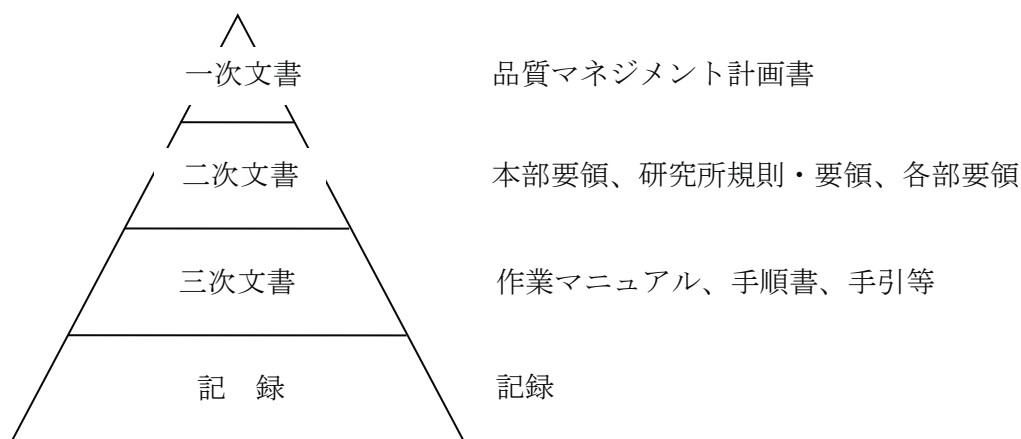 一次文書 品質マネジメント計画書
二次文書 本部要領、研究所規則・要領、各部要領
三次文書 作業マニュアル、手順書、手引等
記　録 記録